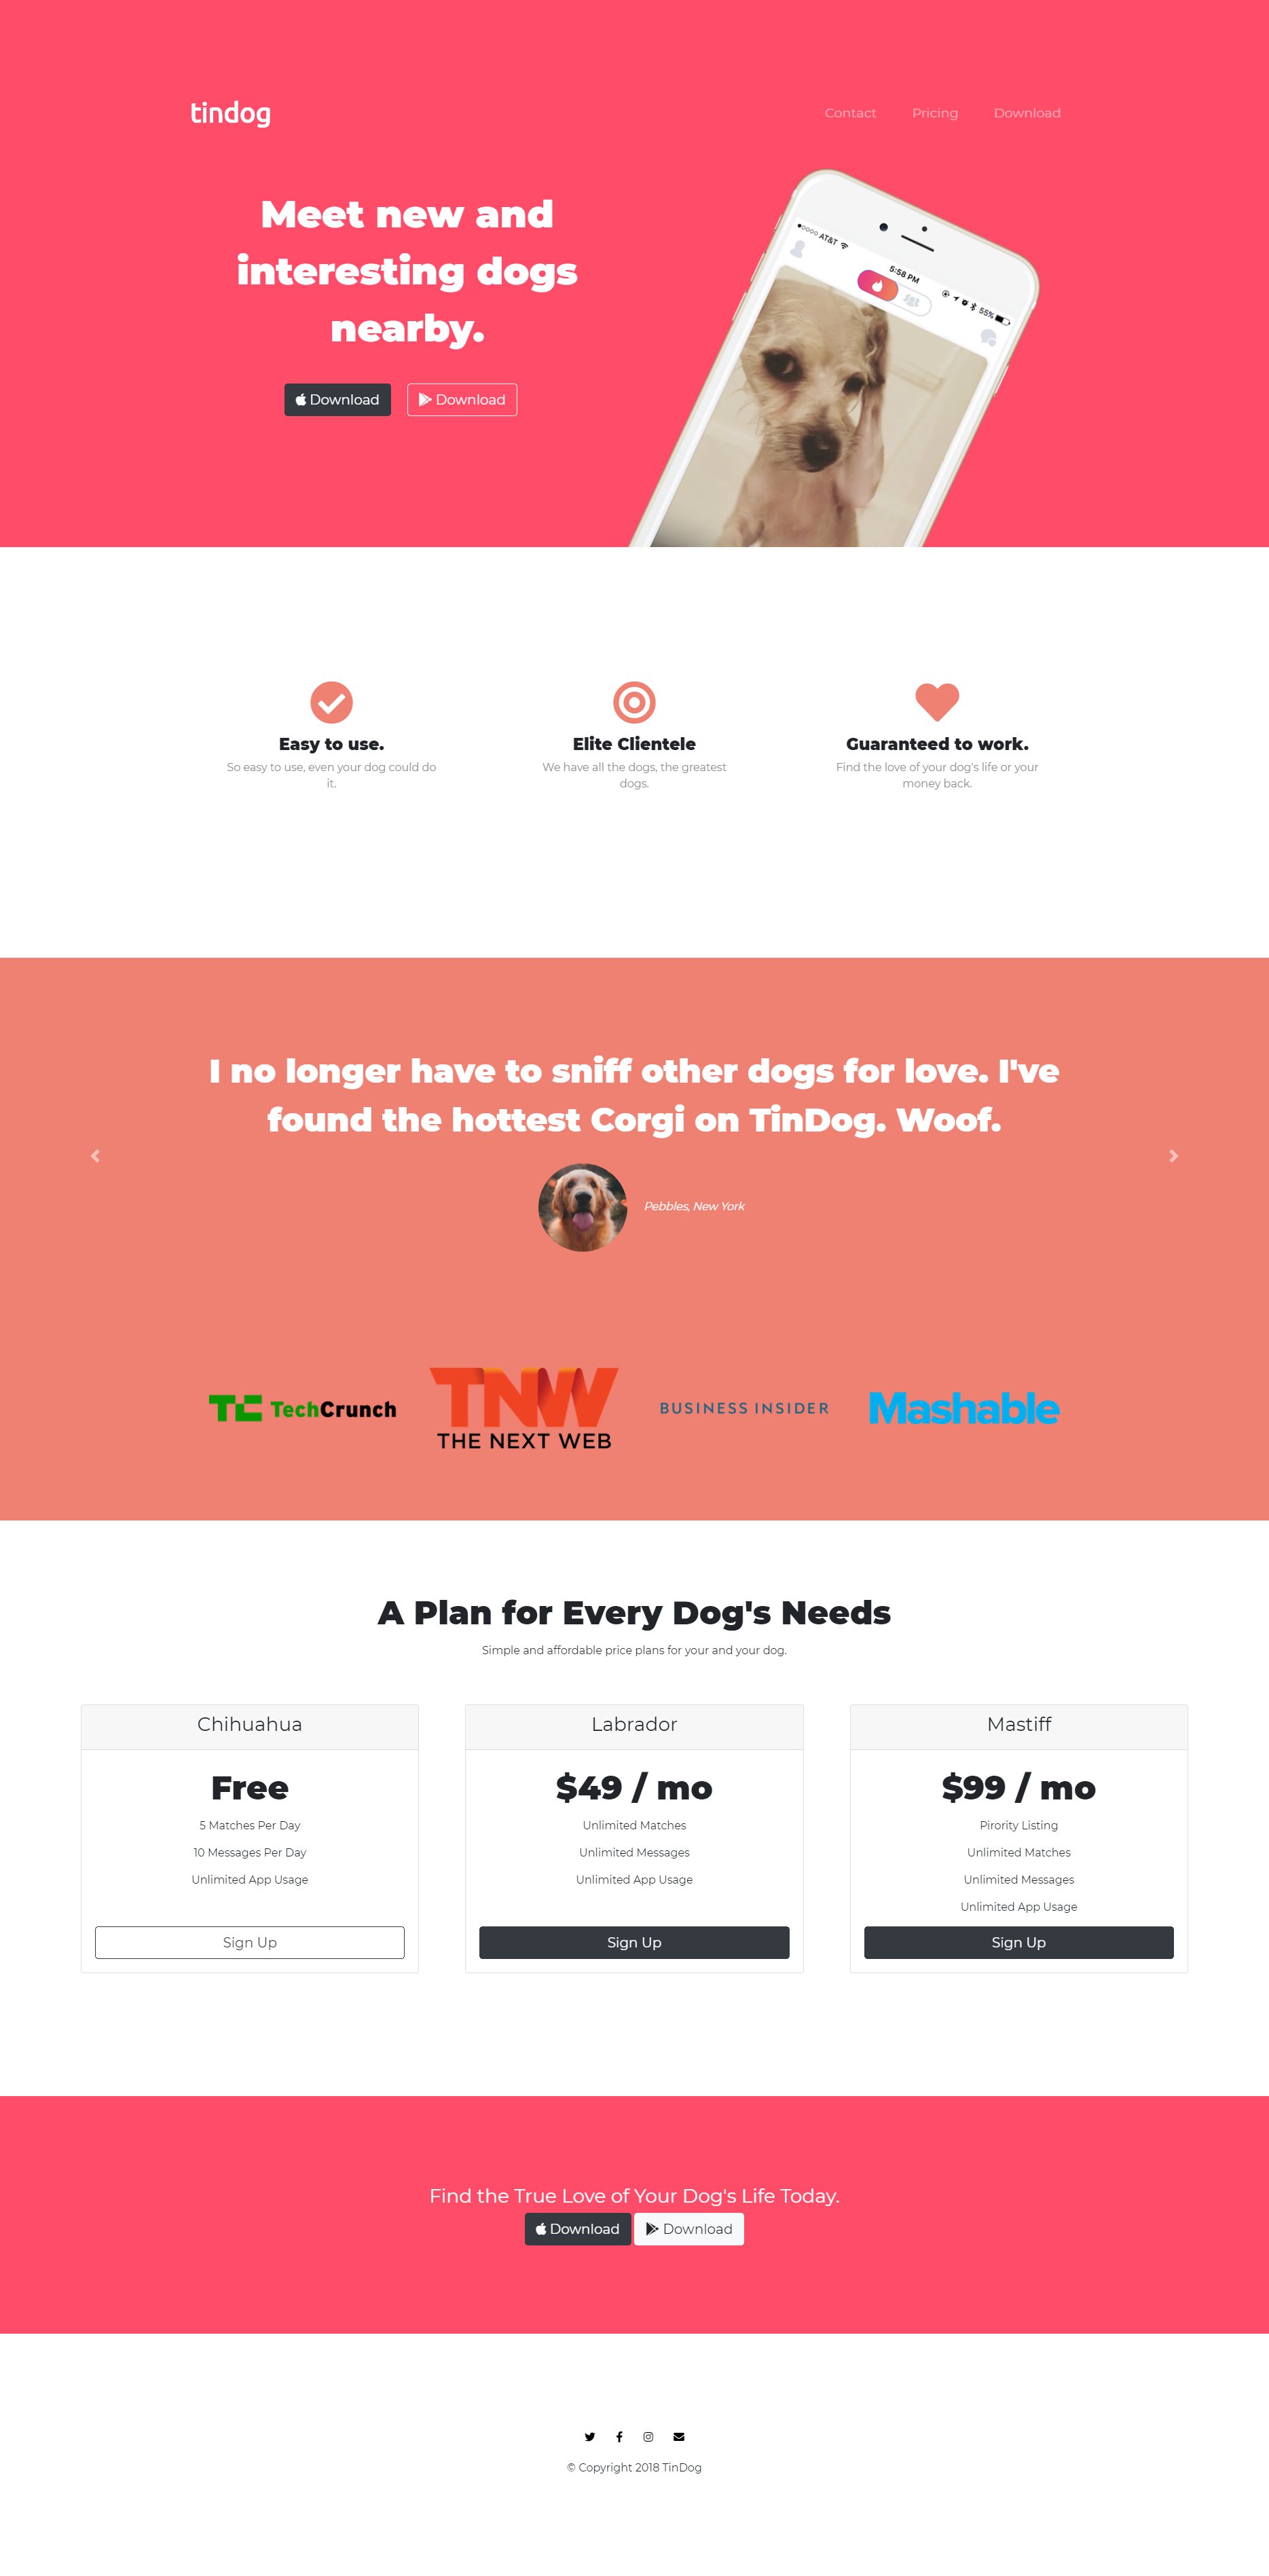 tindog
Contact Pricing Download
Meet new and
interesting dogs
nearby.
Download Download
AT&T 5:58 PM 55%
Easy to use.
So easy to use, even your dog could do
it.
Elite Clientele
We have all the dogs, the greatest
dogs.
Guaranteed to work.
Find the love of your dog's life or your
money back.
I no longer have to sniff other dogs for love. I've
found the hottest Corgi on TinDog. Woof.
Pebbles, New York
TC TechCrunch
TNW
THE NEXT WEB
BUSINESS INSIDER
Mashable
A Plan for Every Dog's Needs
Simple and affordable price plans for your and your dog.
Chihuahua
Free
5 Matches Per Day
10 Messages Per Day
Unlimited App Usage
Sign Up
Labrador
$49 / mo
Unlimited Matches
Unlimited Messages
Unlimited App Usage
Sign Up
Mastiff
$99 / mo
Pirority Listing
Unlimited Matches
Unlimited Messages
Unlimited App Usage
Sign Up
Find the True Love of Your Dog's Life Today.
Download Download
© Copyright 2018 TinDog